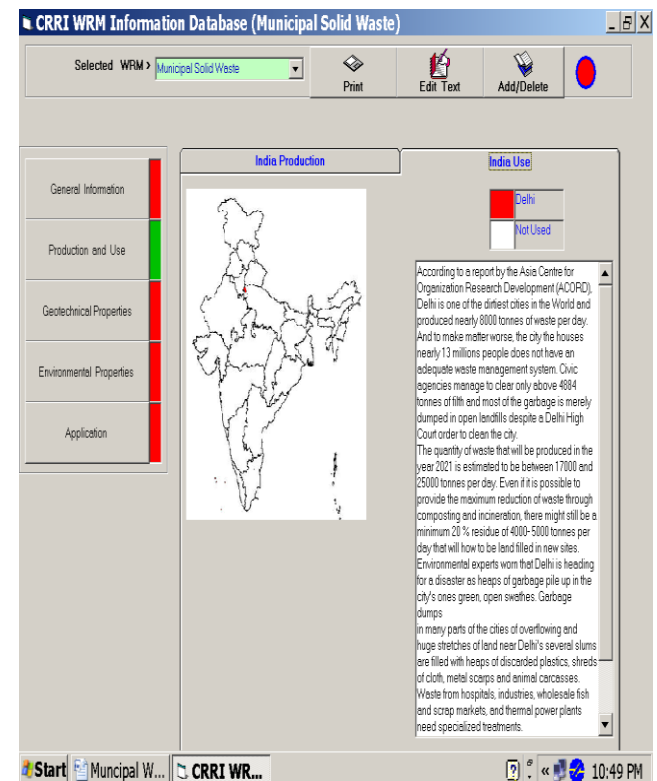 CRRI WRM Information Database (Municipal Solid Waste)
Selected WRM > Municipal Solid Waste
Print
Edit Text
Add/Delete
General Information
Production and Use
Geotechnical Properties
Environmental Properties
Application
India Production
India Use
Delhi
Not Used
According to a report by the Asia Centre for
Organization Research Development (ACORD),
Delhi is one of the dirtiest cities in the World and
produced nearly 8000 tonnes of waste per day.
And to make matter worse, the city the houses
nearly 13 millions people does not have an
adequate waste management system. Civic
agencies manage to clear only above 4884
tonnes of filth and most of the garbage is merely
dumped in open landfills despite a Delhi High
Court order to clean the city.
The quantity of waste that will be produced in the
year 2021 is estimated to be between 17000 and
25000 tonnes per day. Even if it is possible to
provide the maximum reduction of waste through
composting and incineration, there might still be a
minimum 20 % residue of 4000- 5000 tonnes per
day that will how to be land filled in new sites.
Environmental experts worn that Delhi is heading
for a disaster as heaps of garbage pile up in the
city's ones green, open swathes. Garbage
dumps
in many parts of the cities of overflowing and
huge stretches of land near Delhi's several slums
are filled with heaps of discarded plastics, shreds
of cloth, metal scarps and animal carcasses.
Waste from hospitals, industries, wholesale fish
and scrap markets, and thermal power plants
need specialized treatments.
Start
Muncipal W...
CRRI WR...
10:49 PM